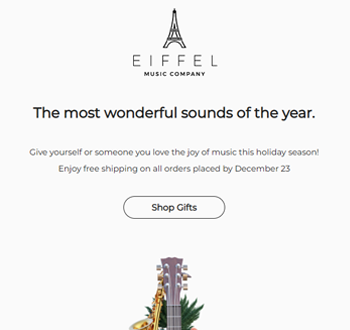 EIFFEL
MUSIC COMPANY
The most wonderful sounds of the year.
Give yourself or someone you love the joy of music this holiday season!
Enjoy free shipping on all orders placed by December 23
Shop Gifts